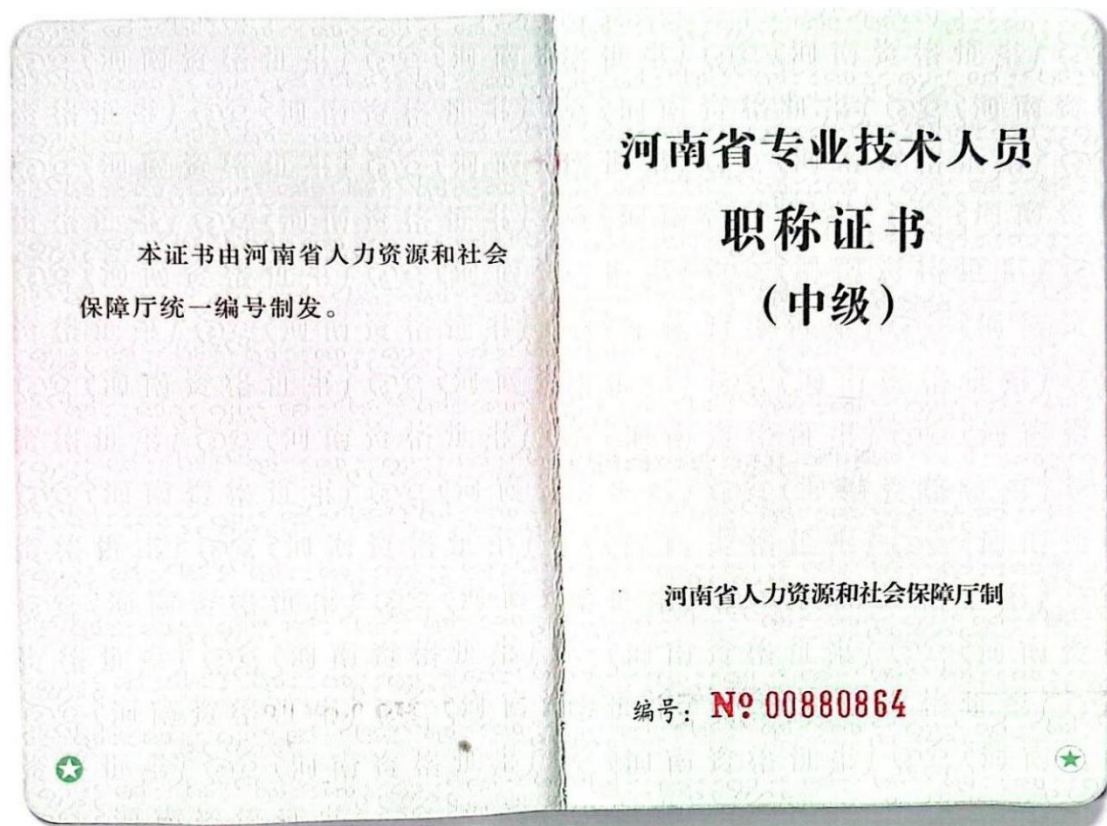 本证书由河南省人力资源和社会
保障厅统一编号制发。
河南省专业技术人员
职称证书
（中级）
河南省人力资源和社会保障厅制
编号：№ 00880864